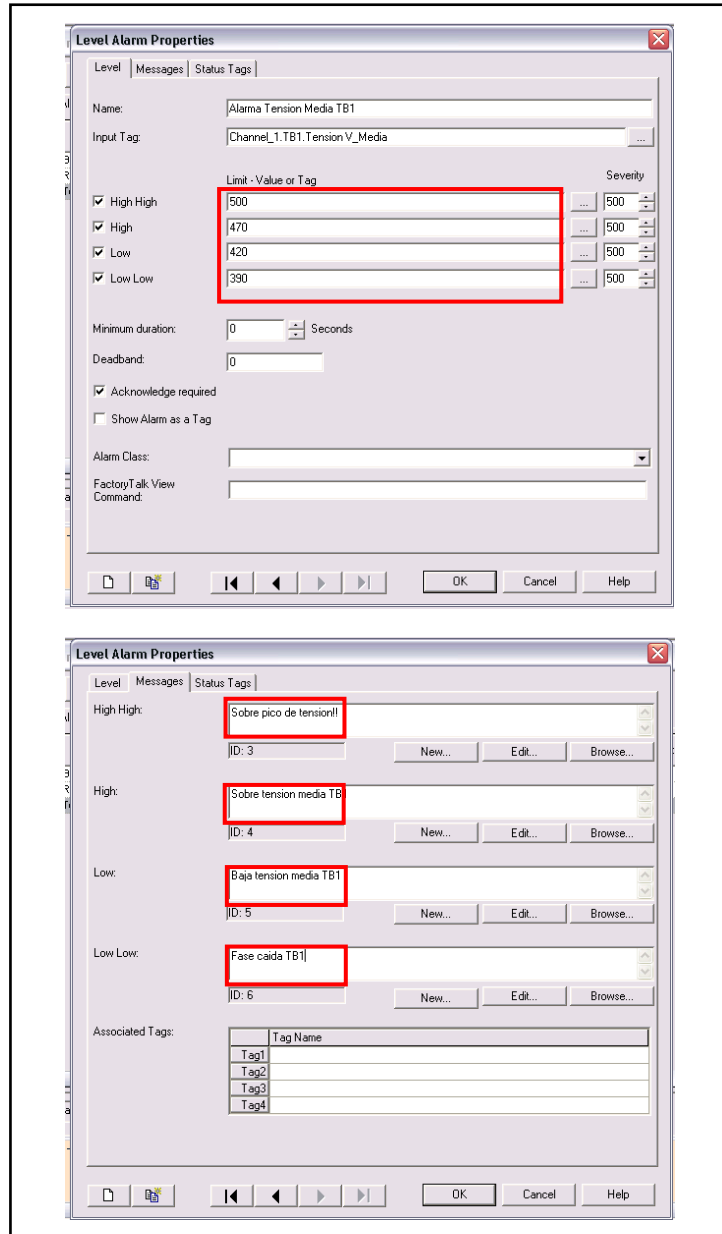 Level Alarm Properties
Level Messages Status Tags
Name: Alarma Tension Media TB1
Input Tag: Channel_1.TB1.Tension V_Media ...
Limit - Value or Tag Severity
High High 500 ... 500
High 470 ... 500
Low 420 ... 500
Low Low 390 ... 500
Minimum duration: 0 Seconds
Deadband: 0
Acknowledge required
Show Alarm as a Tag
Alarm Class:
FactoryTalk View
Command:
OK Cancel Help
Level Alarm Properties
Level Messages Status Tags
High High: Sobre pico de tension!!
ID: 3 New... Edit... Browse...
High: Sobre tension media TB
ID: 4 New... Edit... Browse...
Low: Baja tension media TB1
ID: 5 New... Edit... Browse...
Low Low: Fase caida TB1
ID: 6 New... Edit... Browse...
Associated Tags: Tag Name
Tag1
Tag2
Tag3
Tag4
OK Cancel Help